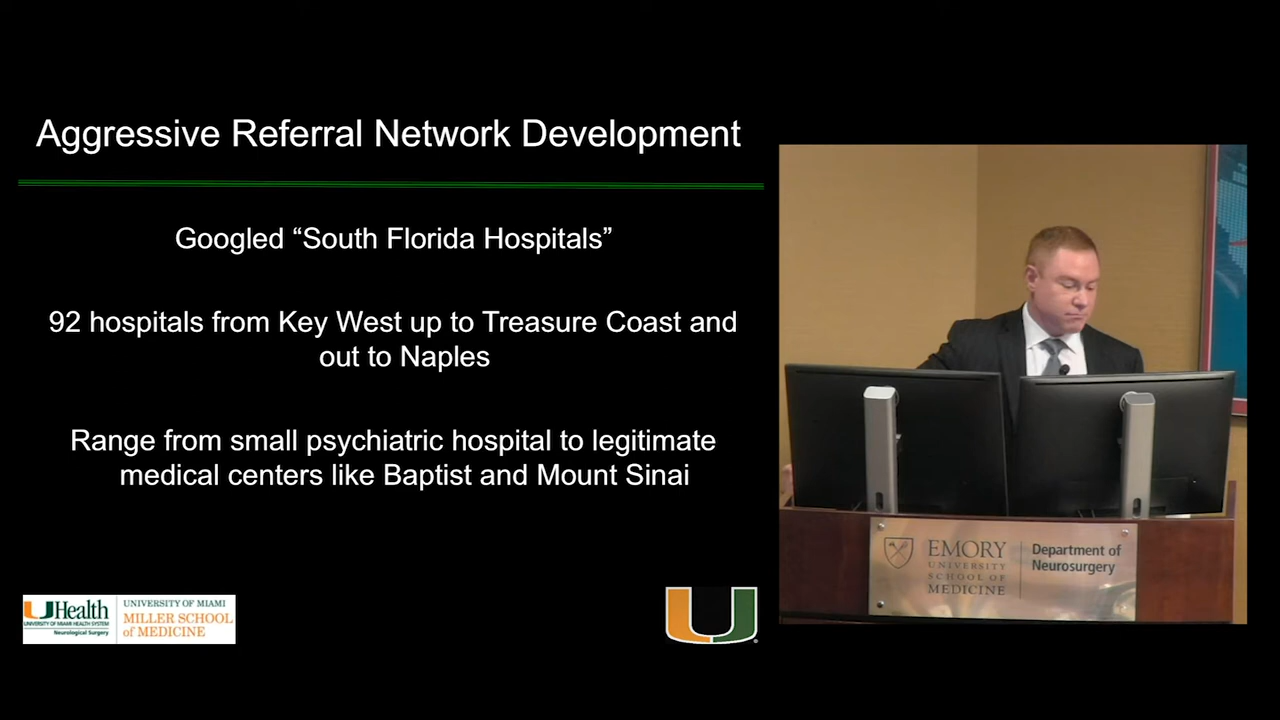 Aggressive Referral Network Development
Googled “South Florida Hospitals”
92 hospitals from Key West up to Treasure Coast and
out to Naples
Range from small psychiatric hospital to legitimate
medical centers like Baptist and Mount Sinai
UHealth
UNIVERSITY OF MIAMI HEALTH SYSTEM
Neurological Surgery
UNIVERSITY OF MIAMI
MILLER SCHOOL
of MEDICINE
EMORY
UNIVERSITY
SCHOOL OF
MEDICINE
Department of
Neurosurgery